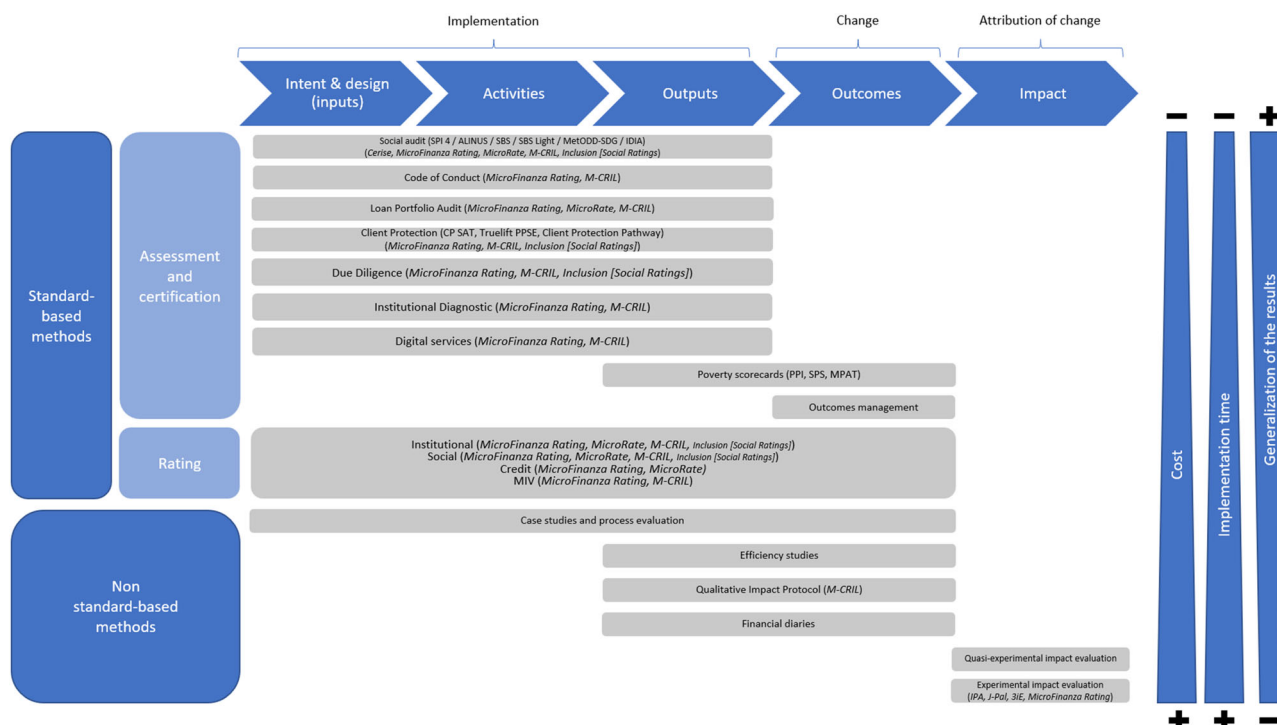 Implementation
Change
Attribution of change
Intent & design
(inputs)
Activities
Outputs
Outcomes
Impact
Standard-
based
methods
Assessment
and
certification
Social audit (SPI 4 / ALINUS / SBS / SBS Light / MetODD-SDG / IDIA)
(Cerise, MicroFinanza Rating, MicroRate, M-CRIL, Inclusion [Social Ratings)
Code of Conduct (MicroFinanza Rating, M-CRIL)
Loan Portfolio Audit (MicroFinanza Rating, MicroRate, M-CRIL)
Client Protection (CP SAT, Truelift PPSE, Client Protection Pathway)
(MicroFinanza Rating, M-CRIL, Inclusion [Social Ratings])
Due Diligence (MicroFinanza Rating, M-CRIL, Inclusion [Social Ratings])
Institutional Diagnostic (MicroFinanza Rating, M-CRIL)
Digital services (MicroFinanza Rating, M-CRIL)
Poverty scorecards (PPI, SPS, MPAT)
Outcomes management
Rating
Institutional (MicroFinanza Rating, MicroRate, M-CRIL, Inclusion [Social Ratings])
Social (MicroFinanza Rating, MicroRate, M-CRIL, Inclusion [Social Ratings])
Credit (MicroFinanza Rating, MicroRate)
MIV (MicroFinanza Rating, M-CRIL)
Non
standard-based
methods
Case studies and process evaluation
Efficiency studies
Qualitative Impact Protocol (M-CRIL)
Financial diaries
Quasi-experimental impact evaluation
Experimental impact evaluation
(IPA, J-Pal, 3iE, MicroFinanza Rating)
− − +
Cost
Implementation time
Generalization of the results
+ + −